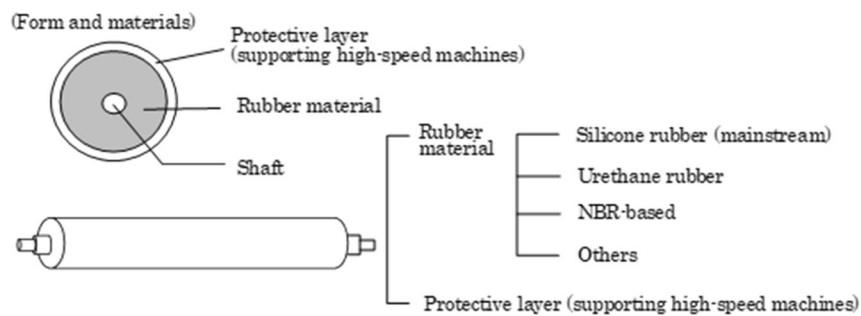 (Form and materials)
Protective layer
(supporting high-speed machines)
Rubber material
Shaft
Rubber
material
Silicone rubber (mainstream)
Urethane rubber
NBR-based
Others
Protective layer (supporting high-speed machines)